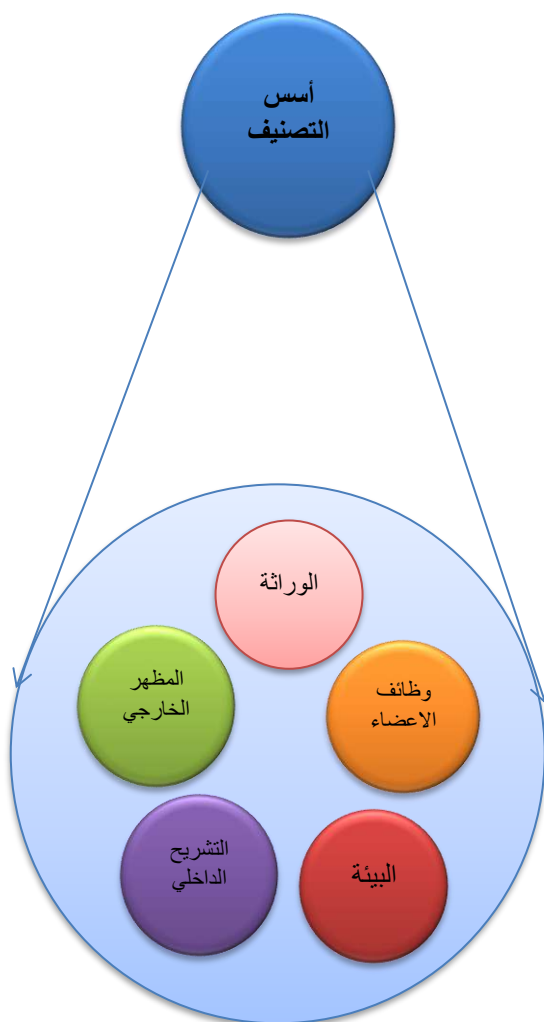 أسس
التصنيف
الوراثة
وظائف
الاعضاء
المظهر
الخارجي
التشريح
الداخلي
البيئة